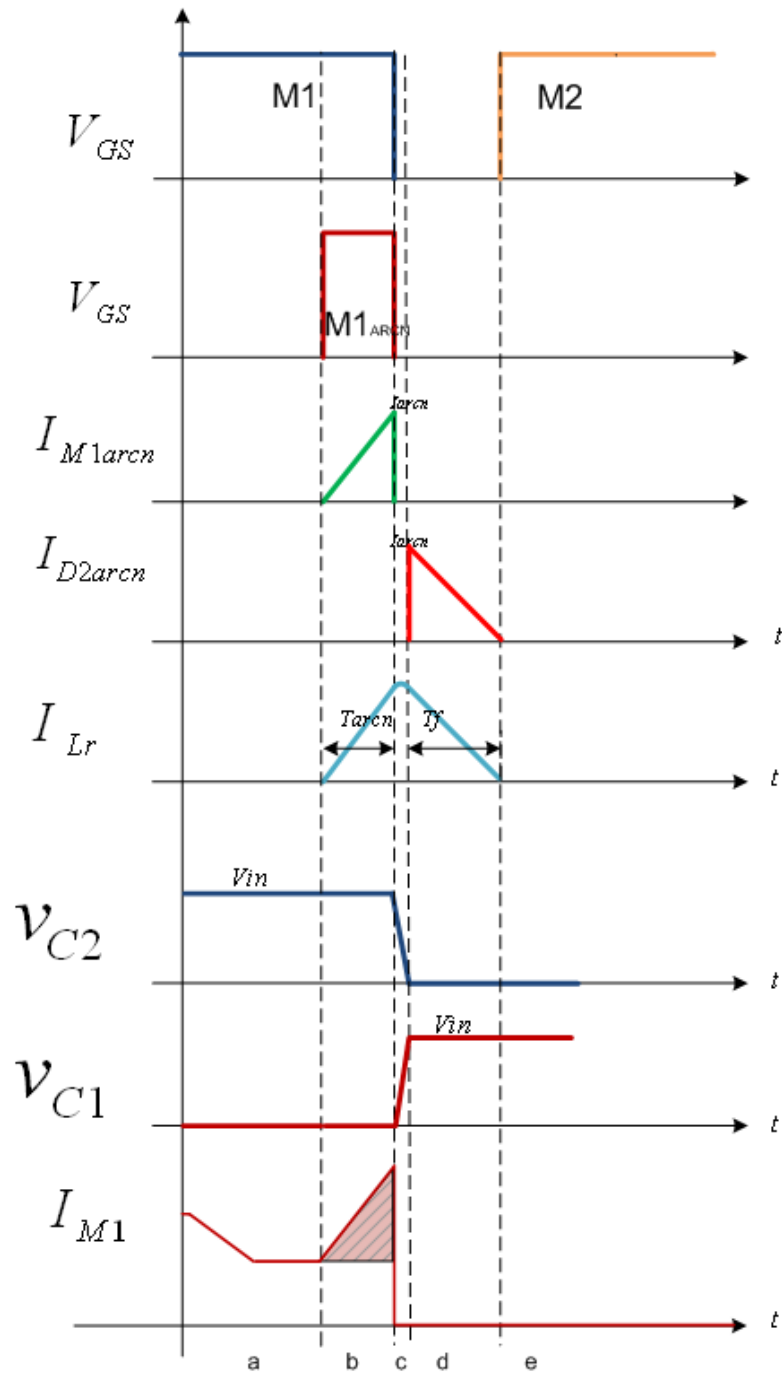 M1
M2
V_GS
V_GS
M1ARCN
Iarcn
I_M1arcn
Iarcn
I_D2arcn
t
Tarcn
Tf
I_Lr
t
Vin
v_C2
t
Vin
v_C1
t
I_M1
t
a b c d e